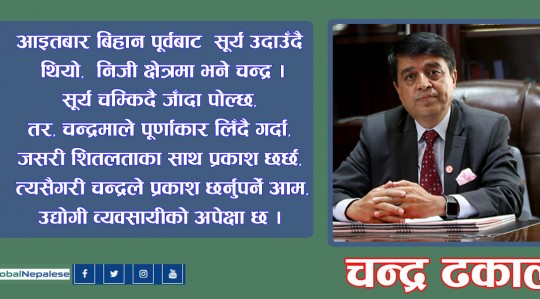 आइतबार बिहान पूर्वबाट सूर्य उदाउँदै
थियो, निजी क्षेत्रमा भने चन्द्र ।
सूर्य चम्किदै जाँदा पोल्छ,
तर, चन्द्रमाले पूर्णाकार लिँदै गर्दा,
जसरी शितलताका साथ प्रकाश छर्छ,
त्यसैगरी चन्द्रले प्रकाश छर्नुपर्ने आम,
उद्योगी व्यवसायीको अपेक्षा छ ।
चन्द्र ढकाल
lobalNepalese